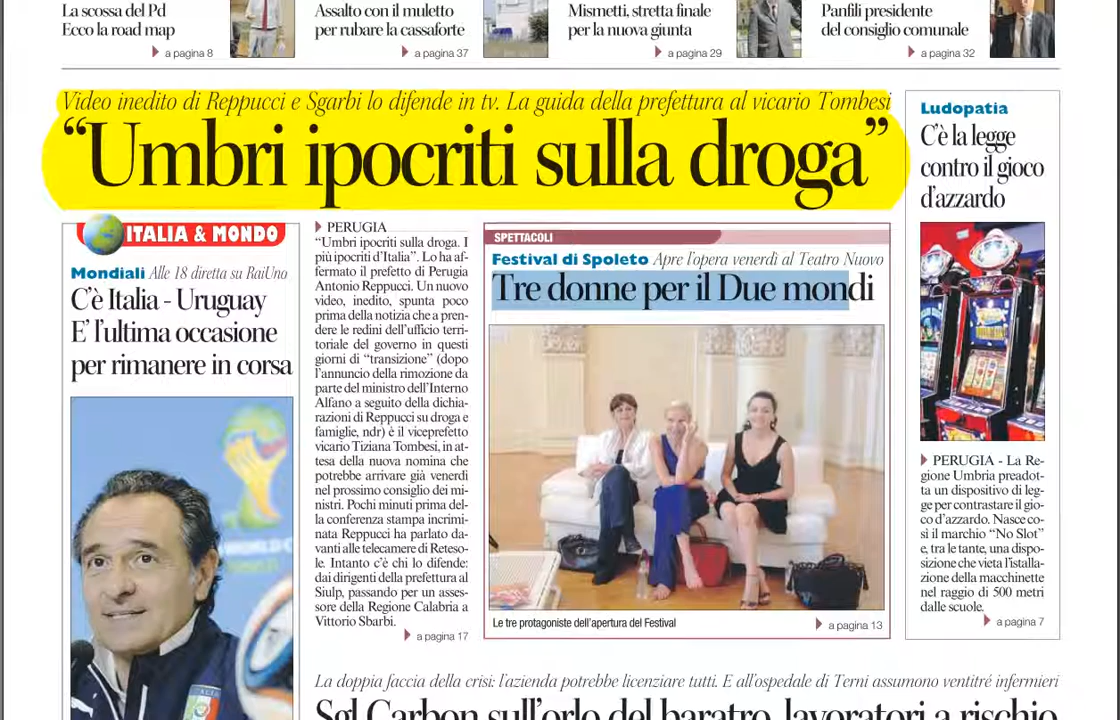 La scossa del Pd
Ecco la road map
a pagina 8
Assalto con il muletto
per rubare la cassaforte
a pagina 37
Mismetti, stretta finale
per la nuova giunta
a pagina 29
Panfili presidente
del consiglio comunale
a pagina 32
Video inedito di Reppucci e Sgarbi lo difende in tv. La guida della prefettura al vicario Tombesi
“Umbri ipocriti sulla droga”
ITALIA & MONDO
Mondiali Alle 18 diretta su RaiUno
C’è Italia - Uruguay
E’ l’ultima occasione
per rimanere in corsa
PERUGIA
“Umbri ipocriti sulla droga. I
più ipocriti d’Italia”. Lo ha af-
fermato il prefetto di Perugia
Antonio Reppucci. Un nuovo
video, inedito, spunta poco
prima della notizia che a pren-
dere le redini dell’ufficio terri-
toriale del governo in questi
giorni di “transizione” (dopo
l’annuncio della rimozione da
parte del ministro dell’Interno
Alfano a seguito della dichia-
razioni di Reppucci su droga e
famiglie, ndr) è il viceprefetto
vicario Tiziana Tombesi, in at-
tesa della nuova nomina che
potrebbe arrivare già venerdì
nel prossimo consiglio dei mi-
nistri. Pochi minuti prima del-
la conferenza stampa incrimi-
nata Reppucci ha parlato da-
vanti alle telecamere di Reteso-
le. Intanto c’è chi lo difende:
dai dirigenti della prefettura al
Siulp, passando per un asses-
sore della Regione Calabria a
Vittorio Sbarbi.
a pagina 17
SPETTACOLI
Festival di Spoleto Apre l’opera venerdì al Teatro Nuovo
Tre donne per il Due mondi
Le tre protagoniste dell’apertura del Festival
a pagina 13
Ludopatia
C’è la legge
contro il gioco
d’azzardo
PERUGIA - La Re-
gione Umbria preadot-
ta un dispositivo di leg-
ge per contrastare il gio-
co d’azzardo. Nasce co-
sì il marchio “No Slot”
e, tra le tante, una dispo-
sizione che vieta l’istalla-
zione della macchinette
nel raggio di 500 metri
dalle scuole.
a pagina 7
La doppia faccia della crisi: l’azienda potrebbe licenziare tutti. E all’ospedale di Terni assumono ventitré infermieri
Sgl Carbon sull’orlo del baratro, lavoratori a rischio